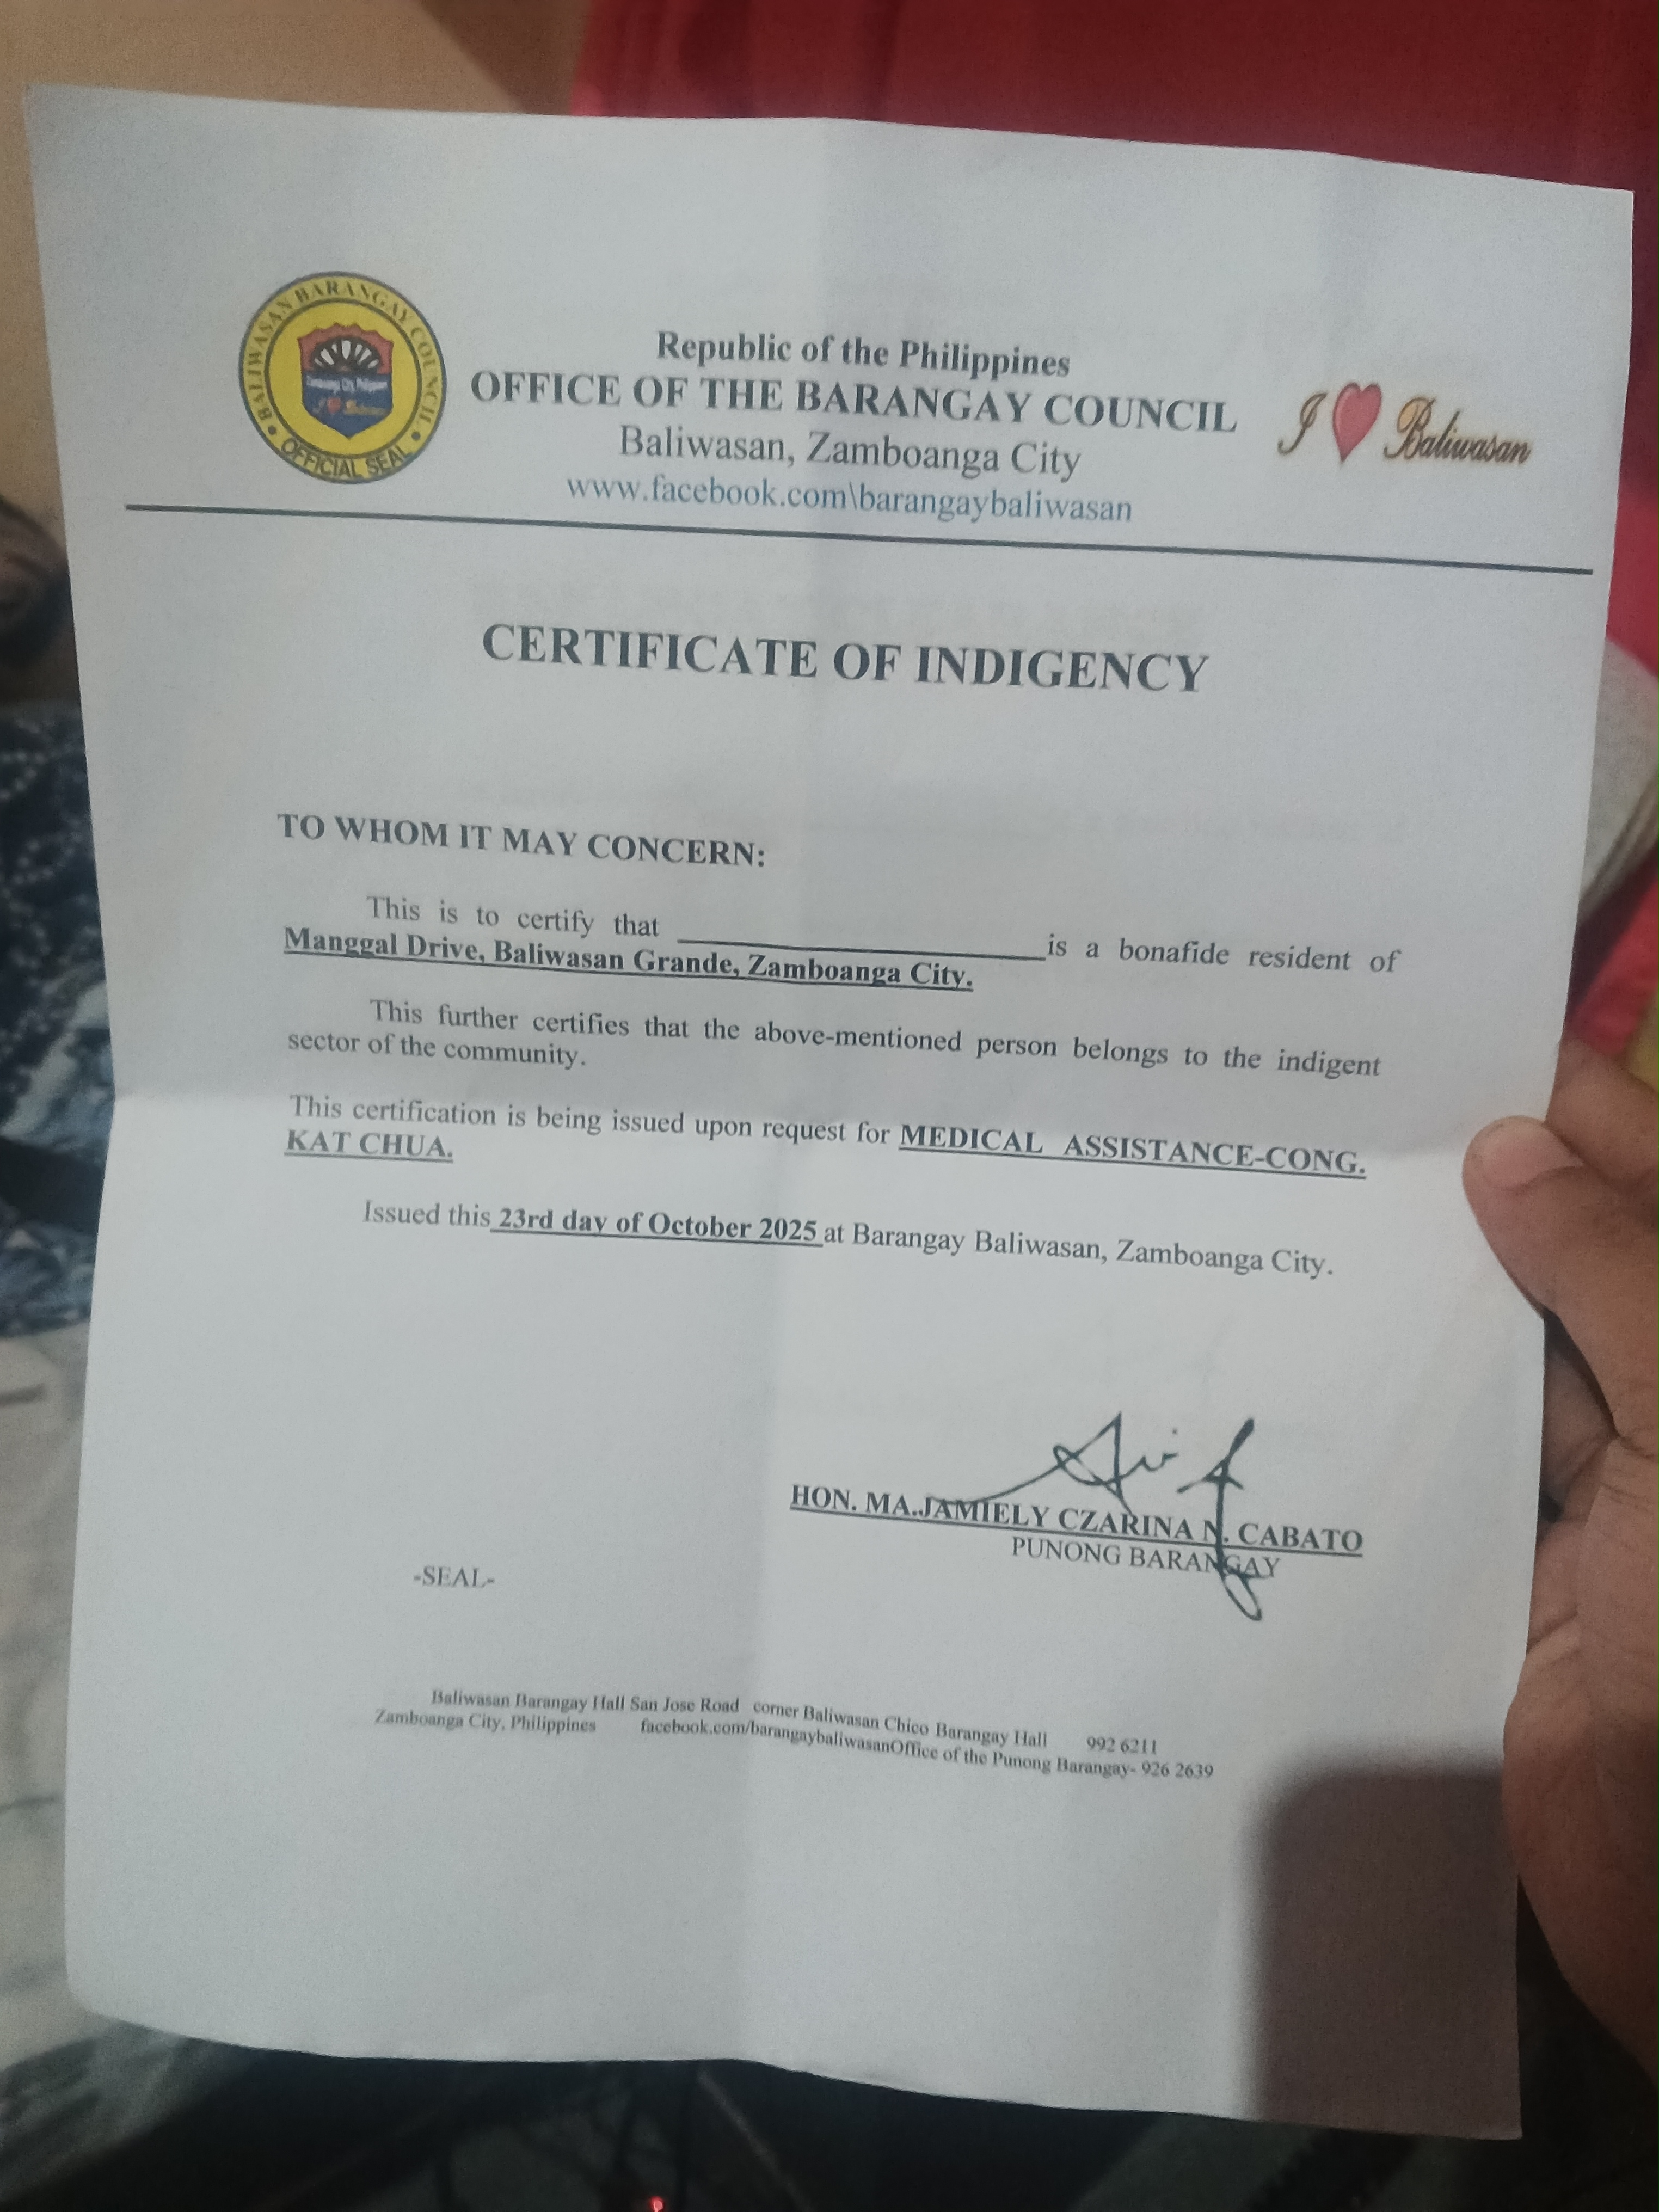 BALIWASAN BARANGAY COUNCIL
OFFICIAL SEAL
Zamboanga City, Philippines
Republic of the Philippines
OFFICE OF THE BARANGAY COUNCIL
Baliwasan, Zamboanga City
www.facebook.com\barangaybaliwasan
I ❤ Baliwasan
CERTIFICATE OF INDIGENCY
TO WHOM IT MAY CONCERN:
This is to certify that ____________________is a bonafide resident of
Manggal Drive, Baliwasan Grande, Zamboanga City.
This further certifies that the above-mentioned person belongs to the indigent
sector of the community.
This certification is being issued upon request for MEDICAL ASSISTANCE-CONG.
KAT CHUA.
Issued this 23rd day of October 2025 at Barangay Baliwasan, Zamboanga City.
HON. MA.JAMIELY CZARINA N. CABATO
PUNONG BARANGAY
-SEAL-
Baliwasan Barangay Hall San Jose Road corner Baliwasan Chico Barangay Hall 992 6211
Zamboanga City, Philippines facebook.com/barangaybaliwasanOffice of the Punong Barangay- 926 2639